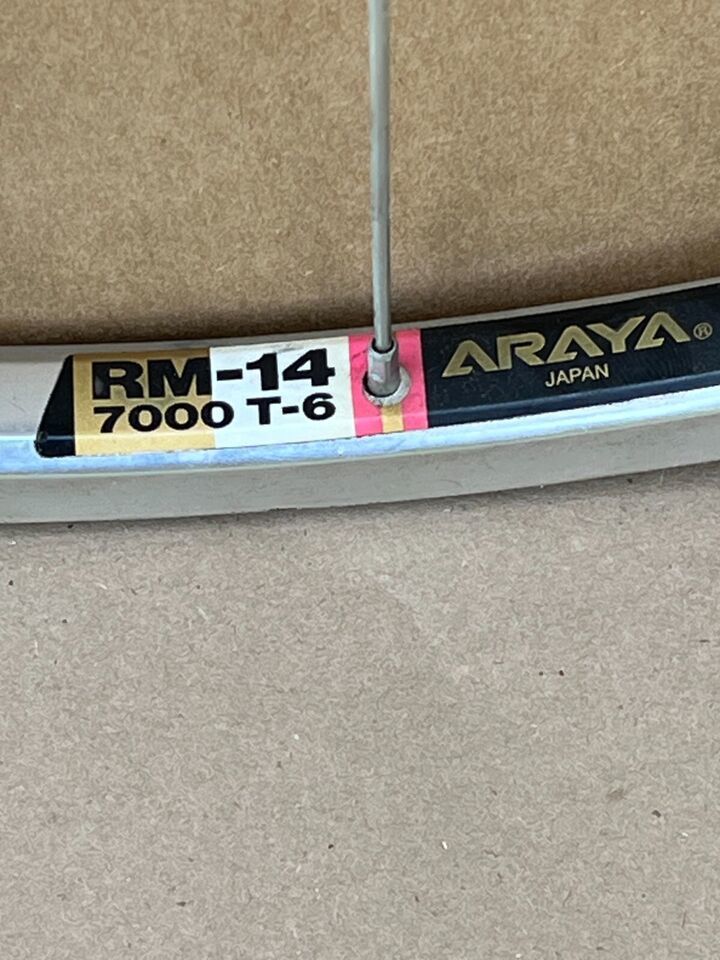 RM-14
7000 T-6
ARAYA®
JAPAN